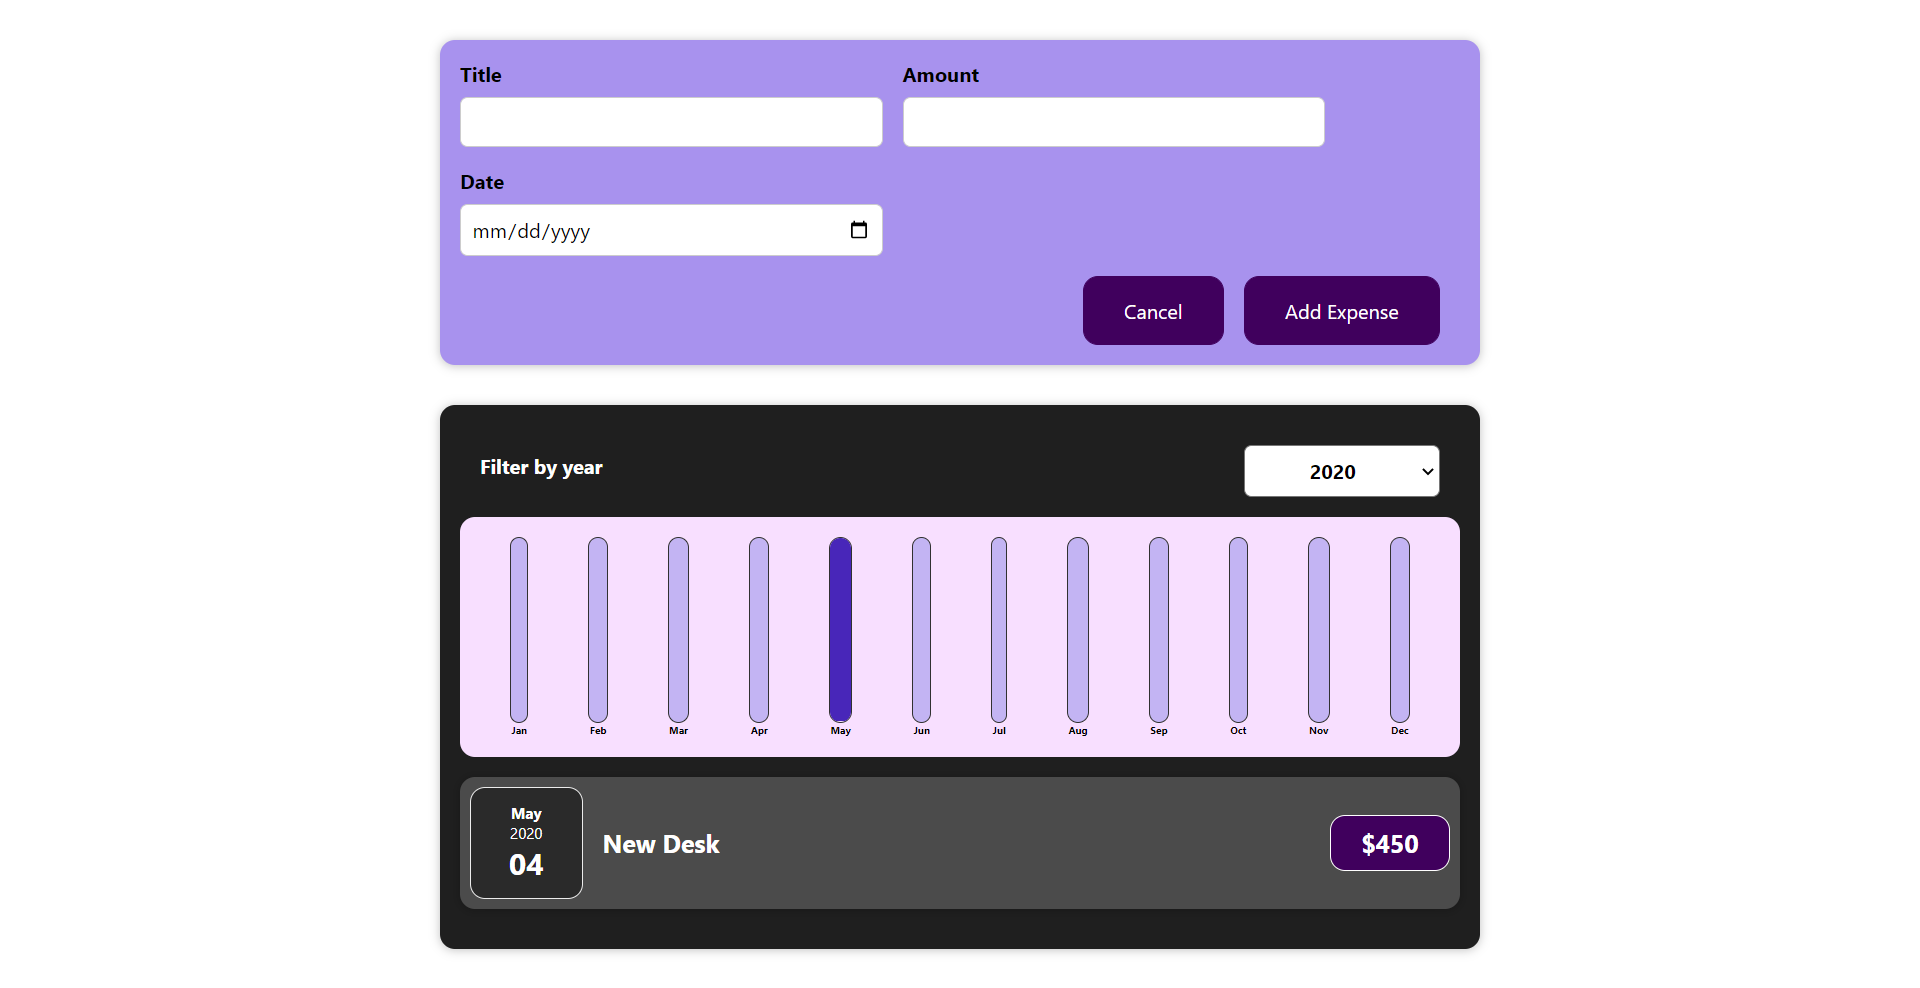 Title Amount
Date
mm/dd/yyyy
Cancel Add Expense
Filter by year 2020
Jan Feb Mar Apr May Jun Jul Aug Sep Oct Nov Dec
May
2020
04
New Desk
$450